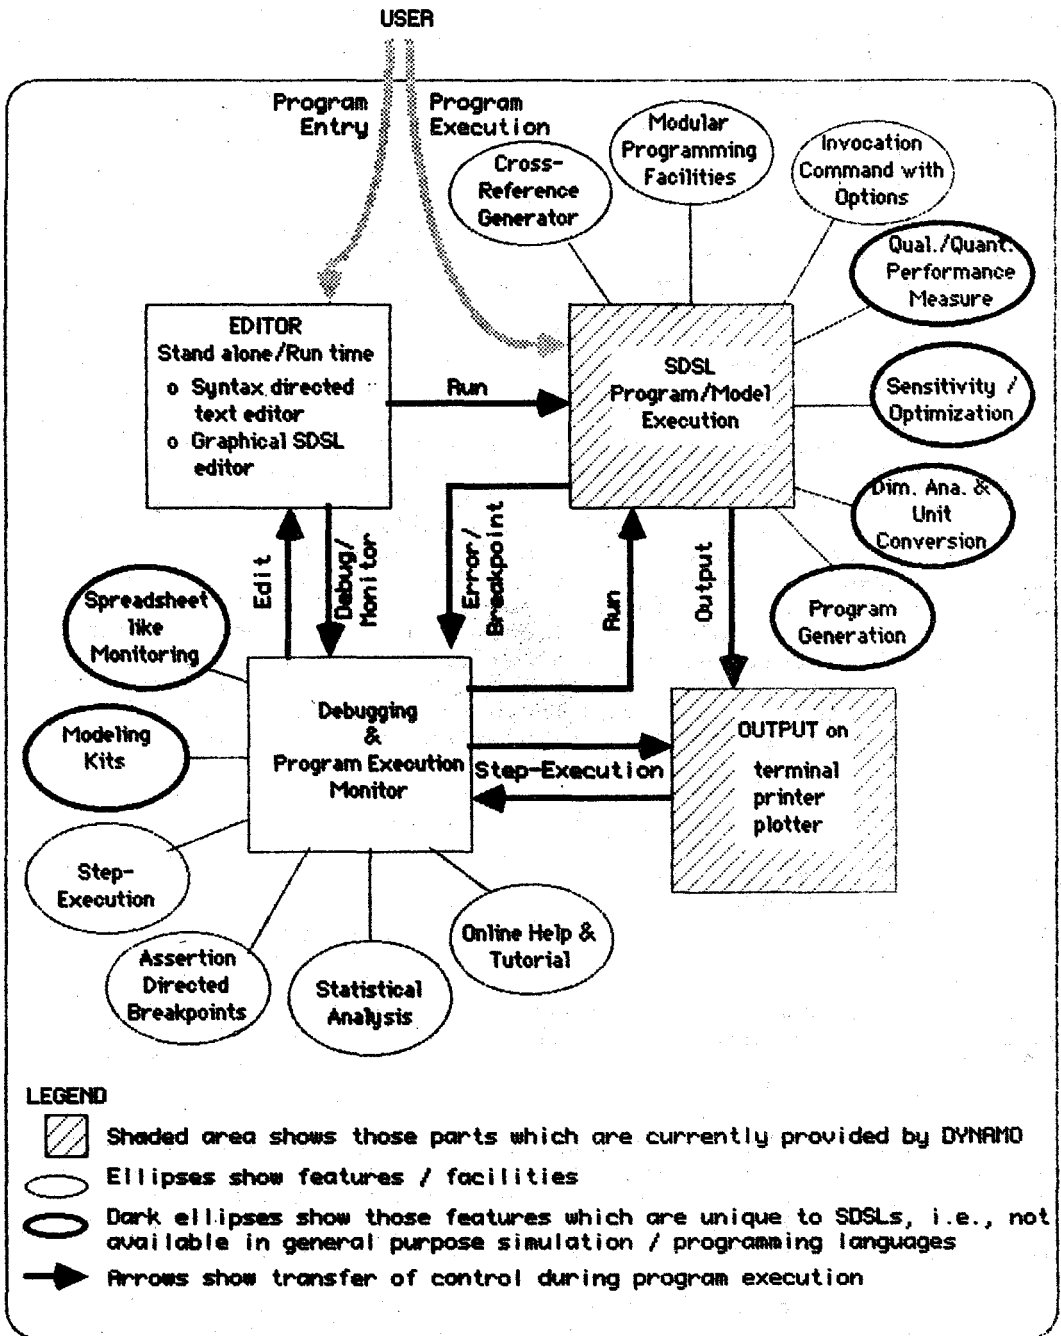 USER
Program
Entry
Program
Execution
Cross-
Reference
Generator
Modular
Programming
Facilities
Invocation
Command with
Options
Qual./Quant.
Performance
Measure
EDITOR
Stand alone/Run time
o Syntax directed
text editor
o Graphical SDSL
editor
Run
SDSL
Program/Model
Execution
Sensitivity /
Optimization
Dim. Ana. &
Unit
Conversion
Program
Generation
Edit
Debug/
Monitor
Error/
Breakpoint
Run
Output
Spreadsheet
like
Monitoring
Modeling
Kits
Step-
Execution
Debugging
&
Program Execution
Monitor
Step-Execution
OUTPUT on
terminal
printer
plotter
Assertion
Directed
Breakpoints
Statistical
Analysis
Online Help &
Tutorial
LEGEND
Shaded area shows those parts which are currently provided by DYNAMO
Ellipses show features / facilities
Dark ellipses show those features which are unique to SDSLs, i.e., not
available in general purpose simulation / programming languages
Arrows show transfer of control during program execution